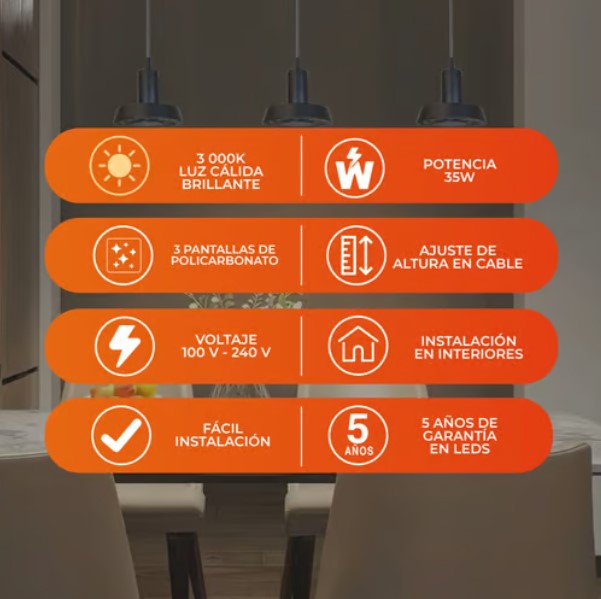 3 000K
LUZ CÁLIDA
BRILLANTE
W
POTENCIA
35W
3 PANTALLAS DE
POLICARBONATO
AJUSTE DE
ALTURA EN CABLE
VOLTAJE
100 V - 240 V
INSTALACIÓN
EN INTERIORES
FÁCIL
INSTALACIÓN
5
AÑOS
5 AÑOS DE
GARANTÍA
EN LEDS